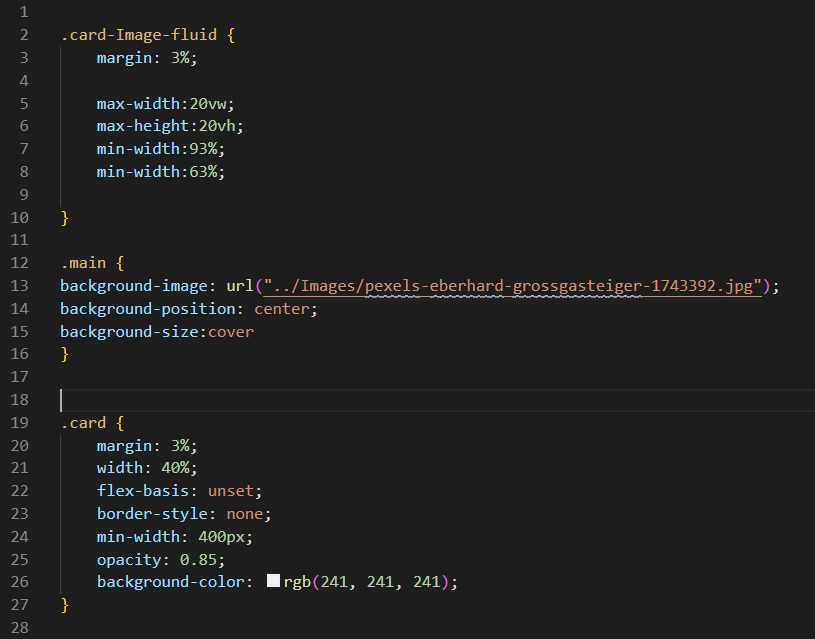 1
2 .card-Image-fluid {
3     margin: 3%;
4
5     max-width:20vw;
6     max-height:20vh;
7     min-width:93%;
8     min-width:63%;
9
10 }
11
12 .main {
13 background-image: url("../Images/pexels-eberhard-grossgasteiger-1743392.jpg");
14 background-position: center;
15 background-size:cover
16 }
17
18
19 .card {
20     margin: 3%;
21     width: 40%;
22     flex-basis: unset;
23     border-style: none;
24     min-width: 400px;
25     opacity: 0.85;
26     background-color: rgb(241, 241, 241);
27 }
28